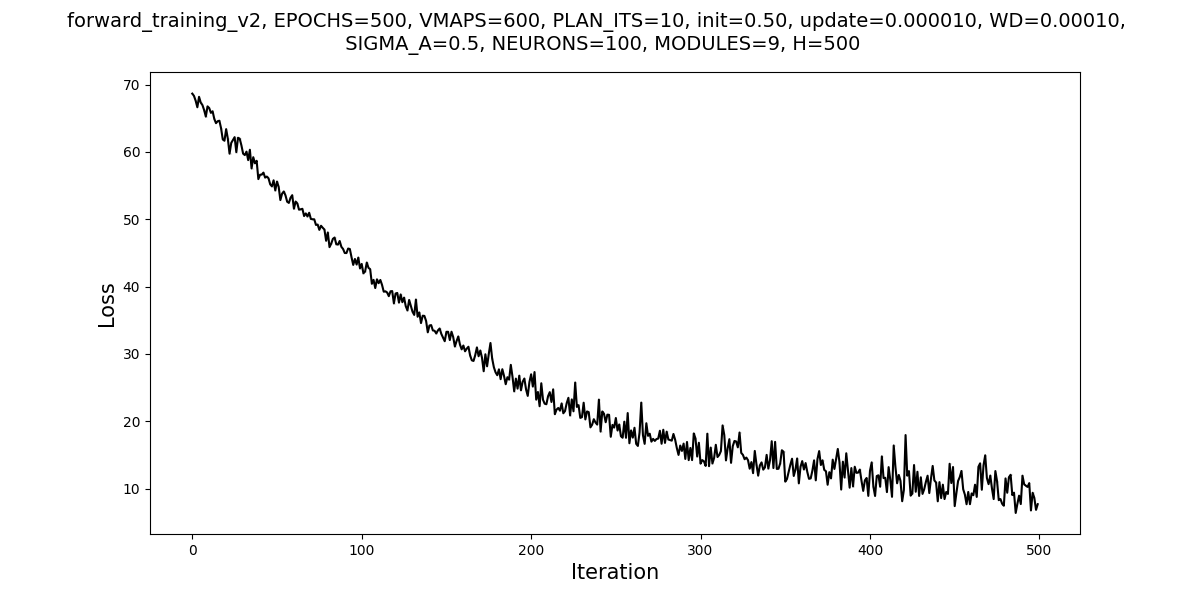 forward_training_v2, EPOCHS=500, VMAPS=600, PLAN_ITS=10, init=0.50, update=0.000010, WD=0.00010,
SIGMA_A=0.5, NEURONS=100, MODULES=9, H=500
70
60
50
40
30
20
10
Loss
0 100 200 300 400 500
Iteration